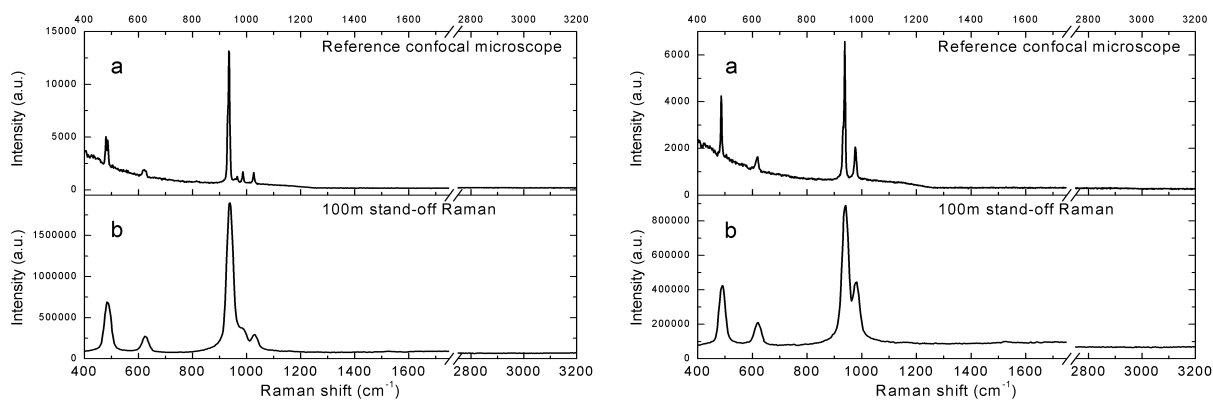 400 600 800 1000 1200 1400 1600 2800 3000 3200
15000
Reference confocal microscope
a
10000
5000
0
Intensity (a.u.)
100m stand-off Raman
b
1500000
1000000
500000
0
Intensity (a.u.)
400 600 800 1000 1200 1400 1600 2800 3000 3200
Raman shift (cm⁻¹)
400 600 800 1000 1200 1400 1600 2800 3000 3200
Reference confocal microscope
a
6000
4000
2000
0
Intensity (a.u.)
100m stand-off Raman
b
800000
600000
400000
200000
0
Intensity (a.u.)
400 600 800 1000 1200 1400 1600 2800 3000 3200
Raman shift (cm⁻¹)